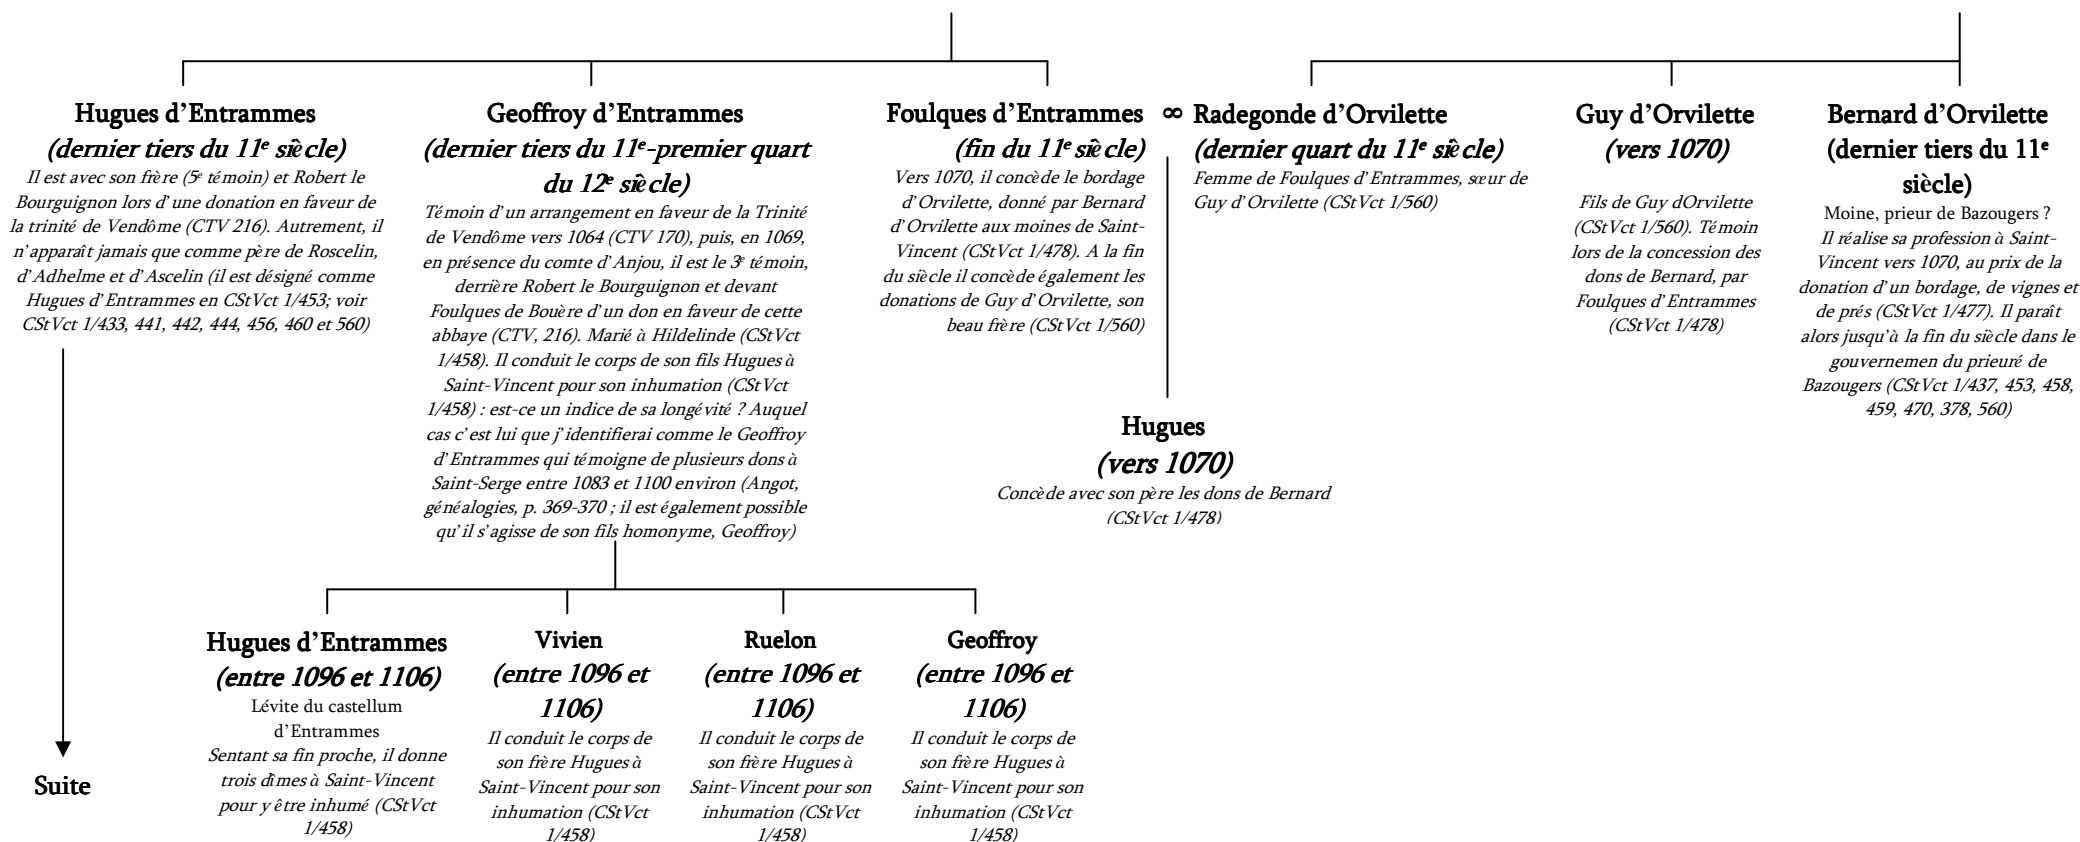 Hugues d’Entrammes
(dernier tiers du 11e siècle)
Il est avec son frère (5e témoin) et Robert le
Bourguignon lors d’une donation en faveur de
la trinité de Vendôme (CTV 216). Autrement, il
n’apparaît jamais que comme père de Roscelin,
d’Adhelme et d’Ascelin (il est désigné comme
Hugues d’Entrammes en CStVct 1/453; voir
CStVct 1/433, 441, 442, 444, 456, 460 et 560)
Geoffroy d’Entrammes
(dernier tiers du 11e-premier quart
du 12e siècle)
Témoin d’un arrangement en faveur de la Trinité
de Vendôme vers 1064 (CTV 170), puis, en 1069,
en présence du comte d’Anjou, il est le 3e témoin,
derrière Robert le Bourguignon et devant
Foulques de Bouère d’un don en faveur de cette
abbaye (CTV, 216). Marié à Hildelinde (CStVct
1/458). Il conduit le corps de son fils Hugues à
Saint-Vincent pour son inhumation (CStVct
1/458) : est-ce un indice de sa longévité ? Auquel
cas c’est lui que j’identifierai comme le Geoffroy
d’Entrammes qui témoigne de plusieurs dons à
Saint-Serge entre 1083 et 1100 environ (Angot,
généalogies, p. 369-370 ; il est également possible
qu’il s’agisse de son fils homonyme, Geoffroy)
Foulques d’Entrammes
(fin du 11e siècle)
Vers 1070, il concède le bordage
d’Orvilette, donné par Bernard
d’Orvilette aux moines de Saint-
Vincent (CStVct 1/478). A la fin
du siècle il concède également les
donations de Guy d’Orvilette, son
beau frère (CStVct 1/560)
∞
Radegonde d’Orvilette
(dernier quart du 11e siècle)
Femme de Foulques d’Entrammes, sœur de
Guy d’Orvilette (CStVct 1/560)
Guy d’Orvilette
(vers 1070)
Fils de Guy dOrvilette
(CStVct 1/560). Témoin
lors de la concession des
dons de Bernard, par
Foulques d’Entrammes
(CStVct 1/478)
Bernard d’Orvilette
(dernier tiers du 11e
siècle)
Moine, prieur de Bazougers ?
Il réalise sa profession à Saint-
Vincent vers 1070, au prix de la
donation d’un bordage, de vignes et
de prés (CStVct 1/477). Il paraît
alors jusqu’à la fin du siècle dans le
gouvernemen du prieuré de
Bazougers (CStVct 1/437, 453, 458,
459, 470, 378, 560)
Hugues
(vers 1070)
Concède avec son père les dons de Bernard
(CStVct 1/478)
Hugues d’Entrammes
(entre 1096 et 1106)
Lévite du castellum
d’Entrammes
Sentant sa fin proche, il donne
trois dîmes à Saint-Vincent
pour y être inhumé (CStVct
1/458)
Vivien
(entre 1096 et
1106)
Il conduit le corps de
son frère Hugues à
Saint-Vincent pour son
inhumation (CStVct
1/458)
Ruelon
(entre 1096 et
1106)
Il conduit le corps de
son frère Hugues à
Saint-Vincent pour son
inhumation (CStVct
1/458)
Geoffroy
(entre 1096 et
1106)
Il conduit le corps de
son frère Hugues à
Saint-Vincent pour son
inhumation (CStVct
1/458)
Suite